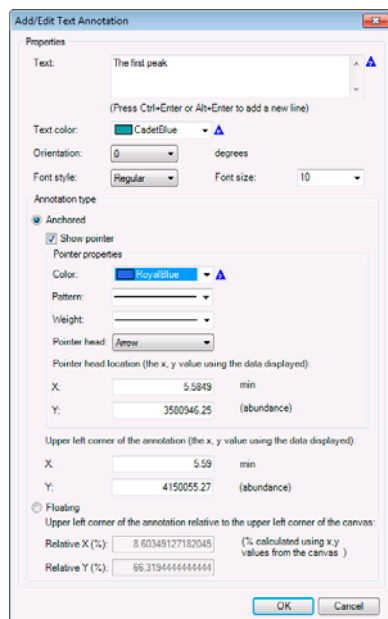 Add/Edit Text Annotation
Properties
Text: The first peak
(Press Ctrl+Enter or Alt+Enter to add a new line)
Text color: CadetBlue
Orientation: 0 degrees
Font style: Regular Font size: 10
Annotation type
Anchored
Show pointer
Pointer properties
Color: RoyalBlue
Pattern:
Weight:
Pointer head: Arrow
Pointer head location (the x, y value using the data displayed):
X: 5.5849 min
Y: 3580946.25 (abundance)
Upper left corner of the annotation (the x, y value using the data displayed):
X: 5.59 min
Y: 4150055.27 (abundance)
Floating
Upper left corner of the annotation relative to the upper left corner of the canvas:
Relative X (%): 8.60349127182045 (% calculated using x,y
Relative Y (%): 66.3194444444444 values from the canvas )
OK Cancel